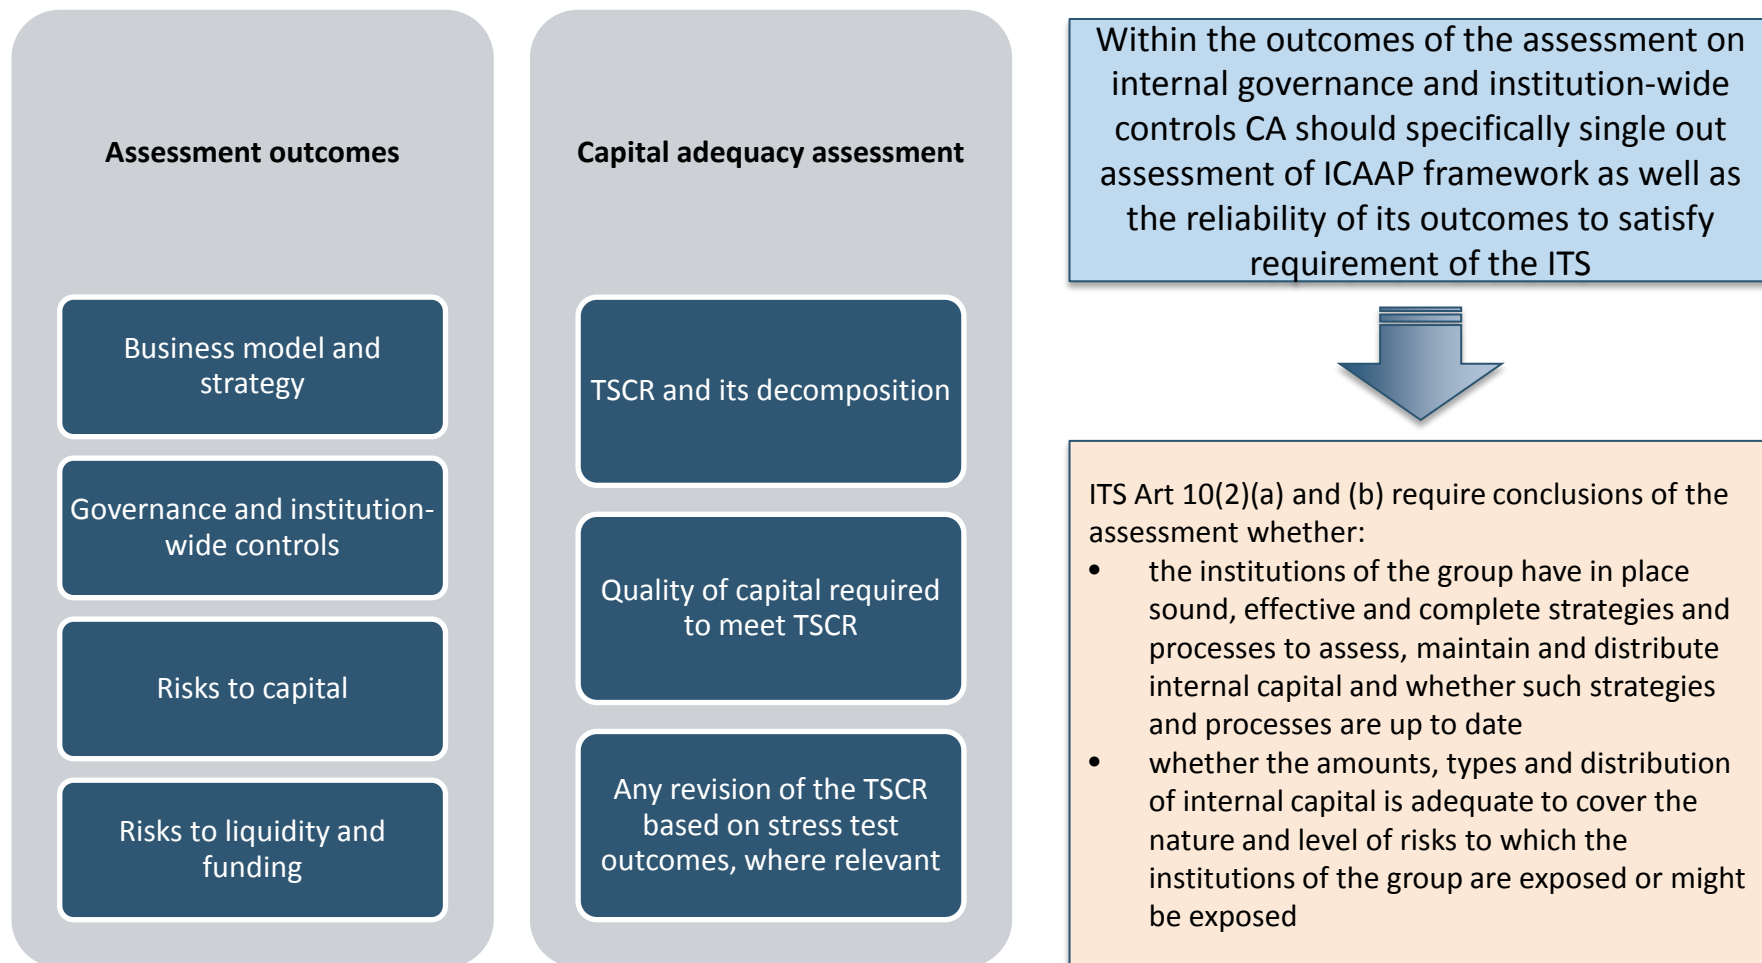 Assessment outcomes
Business model and
strategy
Governance and institution-
wide controls
Risks to capital
Risks to liquidity and
funding
Capital adequacy assessment
TSCR and its decomposition
Quality of capital required
to meet TSCR
Any revision of the TSCR
based on stress test
outcomes, where relevant
Within the outcomes of the assessment on
internal governance and institution-wide
controls CA should specifically single out
assessment of ICAAP framework as well as
the reliability of its outcomes to satisfy
requirement of the ITS
ITS Art 10(2)(a) and (b) require conclusions of the
assessment whether:
• the institutions of the group have in place
sound, effective and complete strategies and
processes to assess, maintain and distribute
internal capital and whether such strategies
and processes are up to date
• whether the amounts, types and distribution
of internal capital is adequate to cover the
nature and level of risks to which the
institutions of the group are exposed or might
be exposed